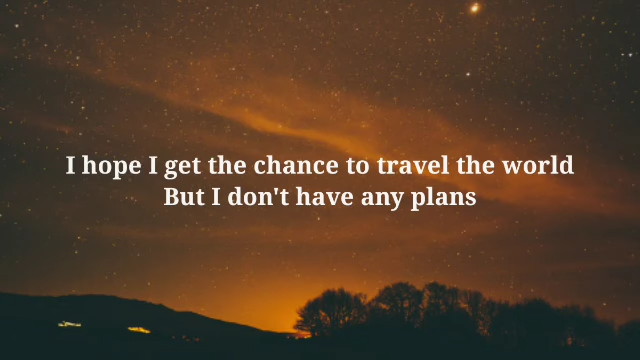 I hope I get the chance to travel the world
But I don't have any plans